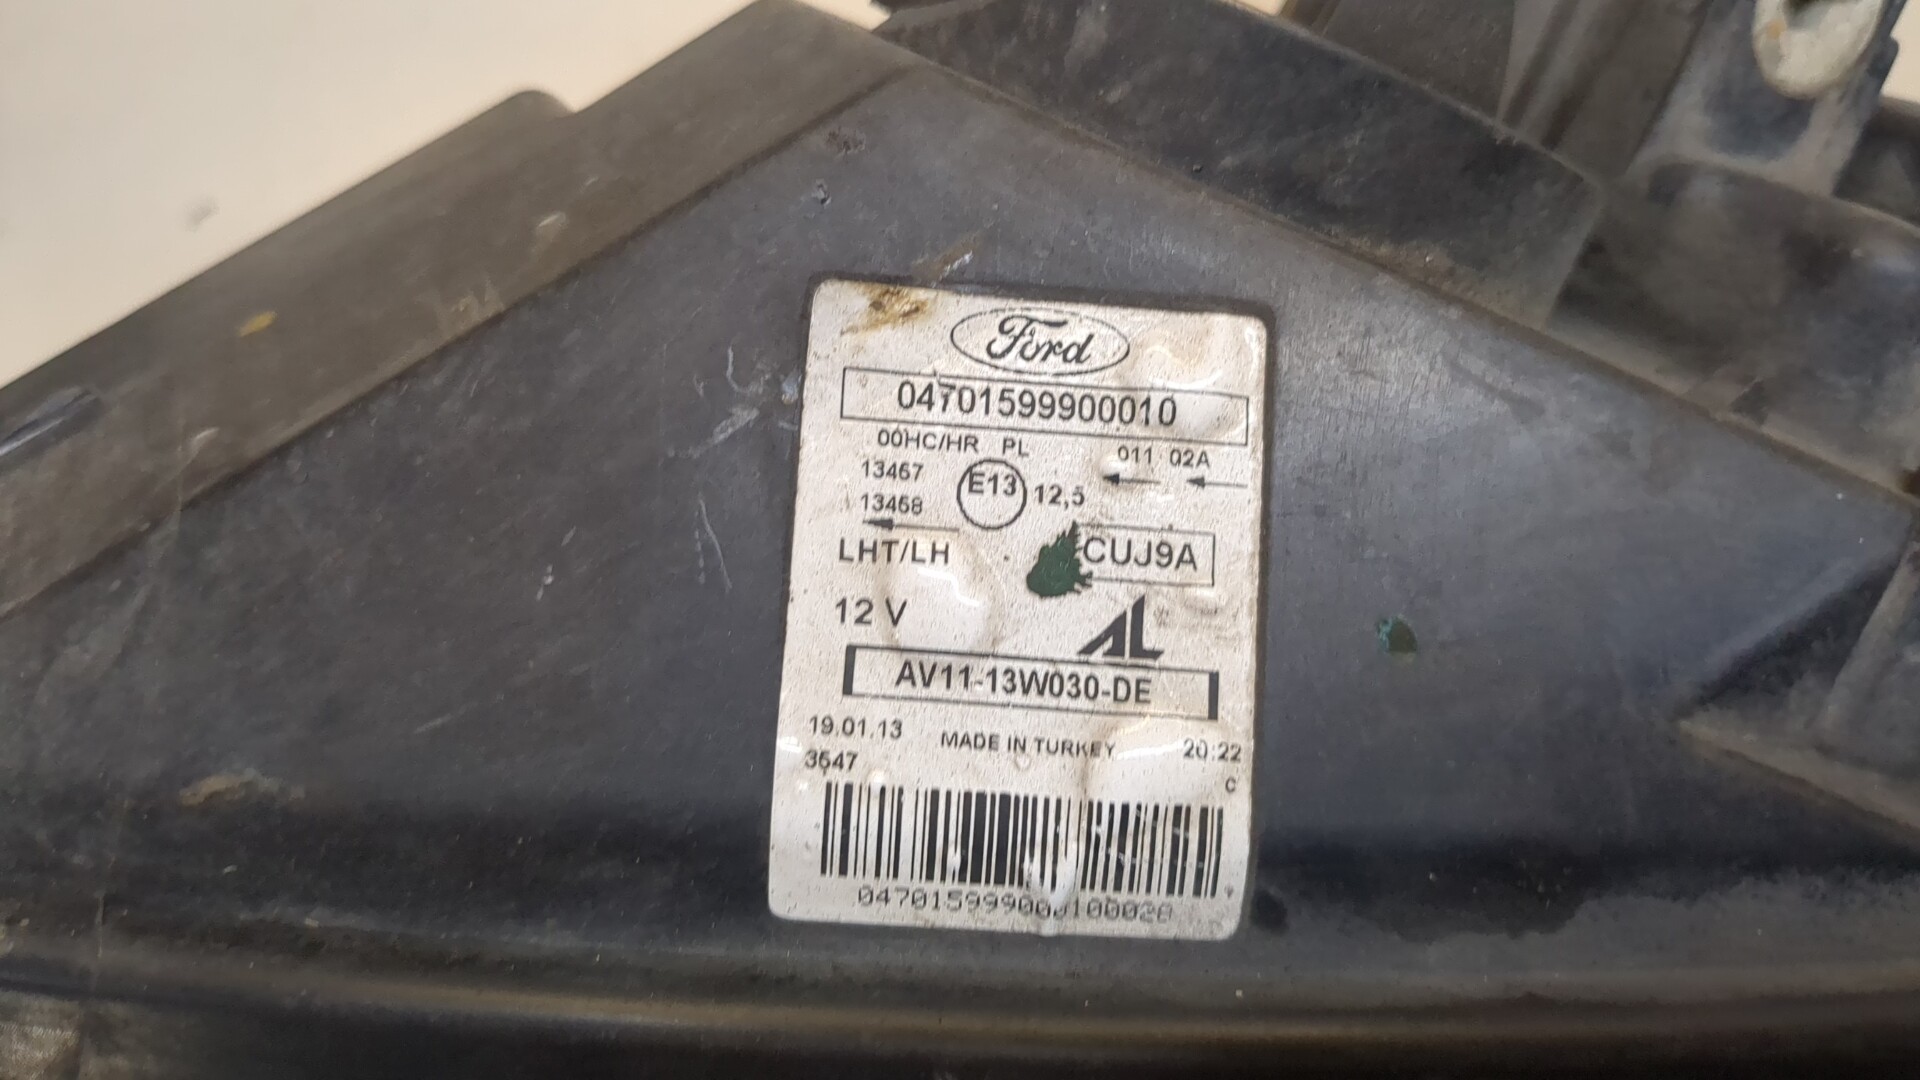 Ford
04701599900010
00HC/HR PL 011 02A
13467
E13 12,5
13468
LHT/LH CUJ9A
12 V AL
AV11-13W030-DE
19.01.13 MADE IN TURKEY 20:22
3547 C